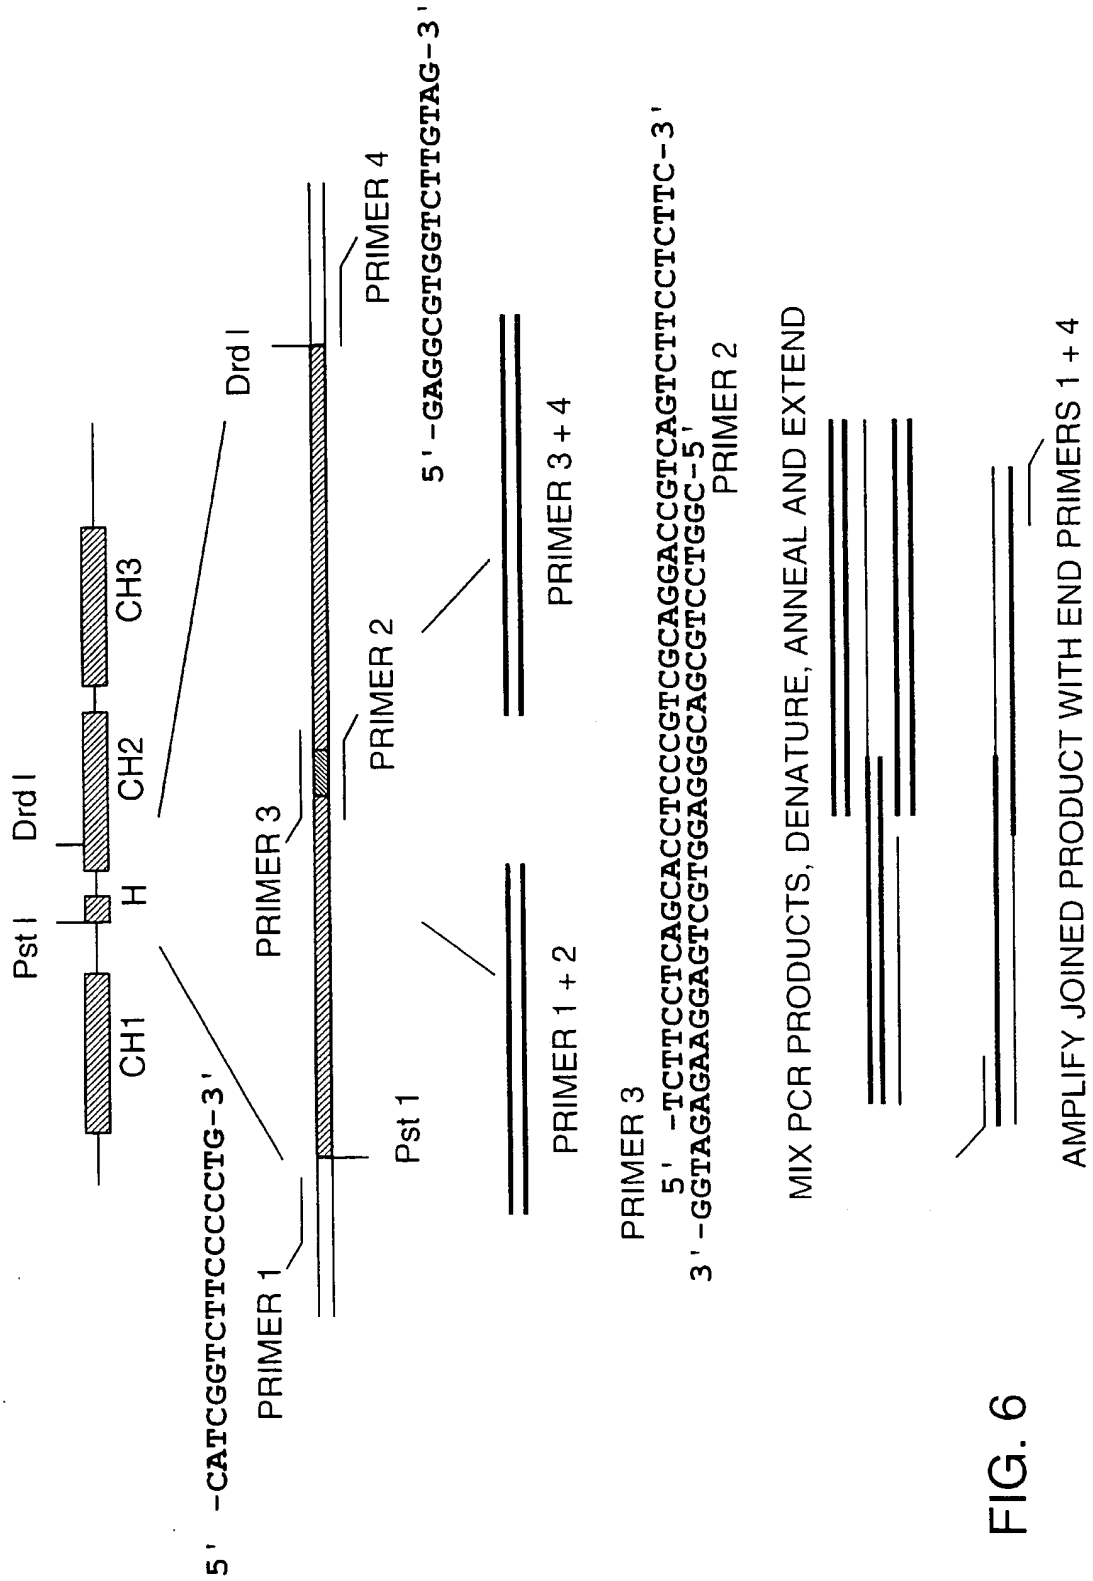 Pst I
Drd I
CH1
H
CH2
CH3
5' -CATCGGTCTTCCCCCTG-3'
Drd I
PRIMER 1
PRIMER 3
Pst 1
PRIMER 2
PRIMER 4
5'-GAGGCGTGGTCTTGTAG-3'
PRIMER 1 + 2
PRIMER 3 + 4
PRIMER 3
5' -TCTTCCTCAGCACCTCCCGTCGCAGGACCGTCAGTCTTCCTCTTC-3'
3'-GGTAGAGAAGGAGTCGTGGAGGGCAGCGTCCTGGC-5'
PRIMER 2
MIX PCR PRODUCTS, DENATURE, ANNEAL AND EXTEND
AMPLIFY JOINED PRODUCT WITH END PRIMERS 1 + 4
FIG. 6